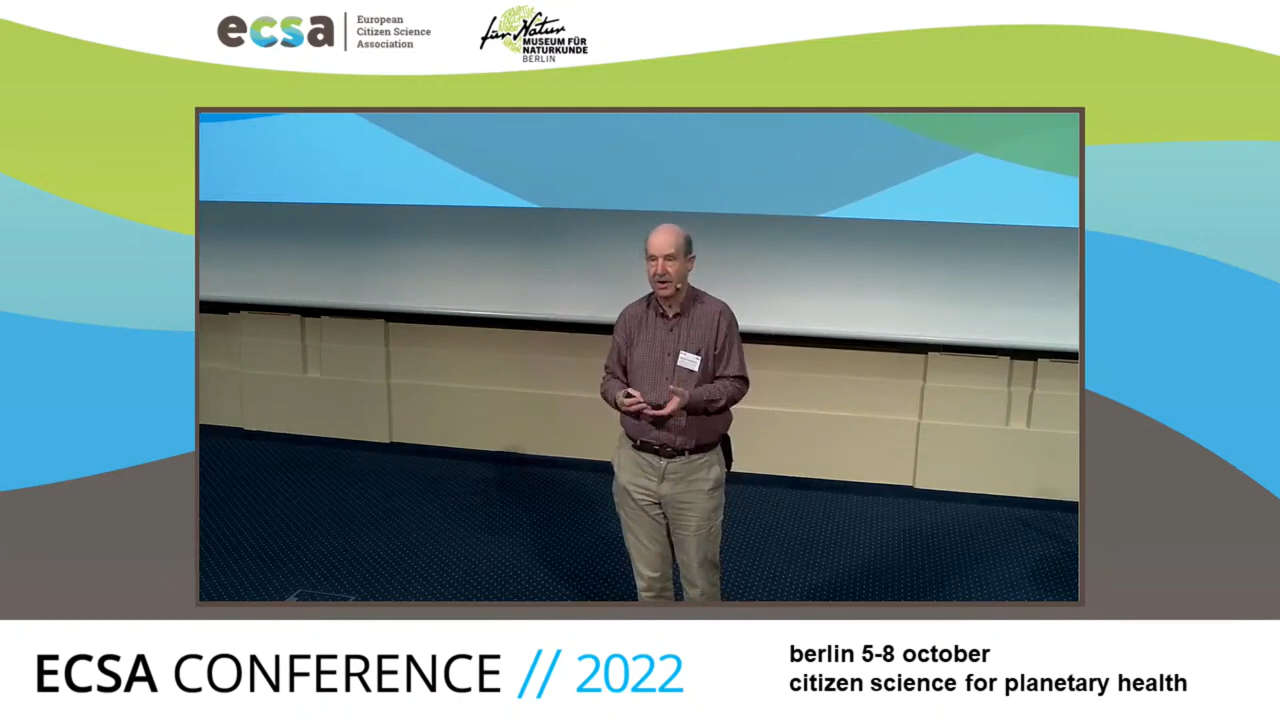 ecsa
European
Citizen Science
Association
für Natur
MUSEUM FÜR
NATURKUNDE
BERLIN
ECSA CONFERENCE // 2022
berlin 5-8 october
citizen science for planetary health